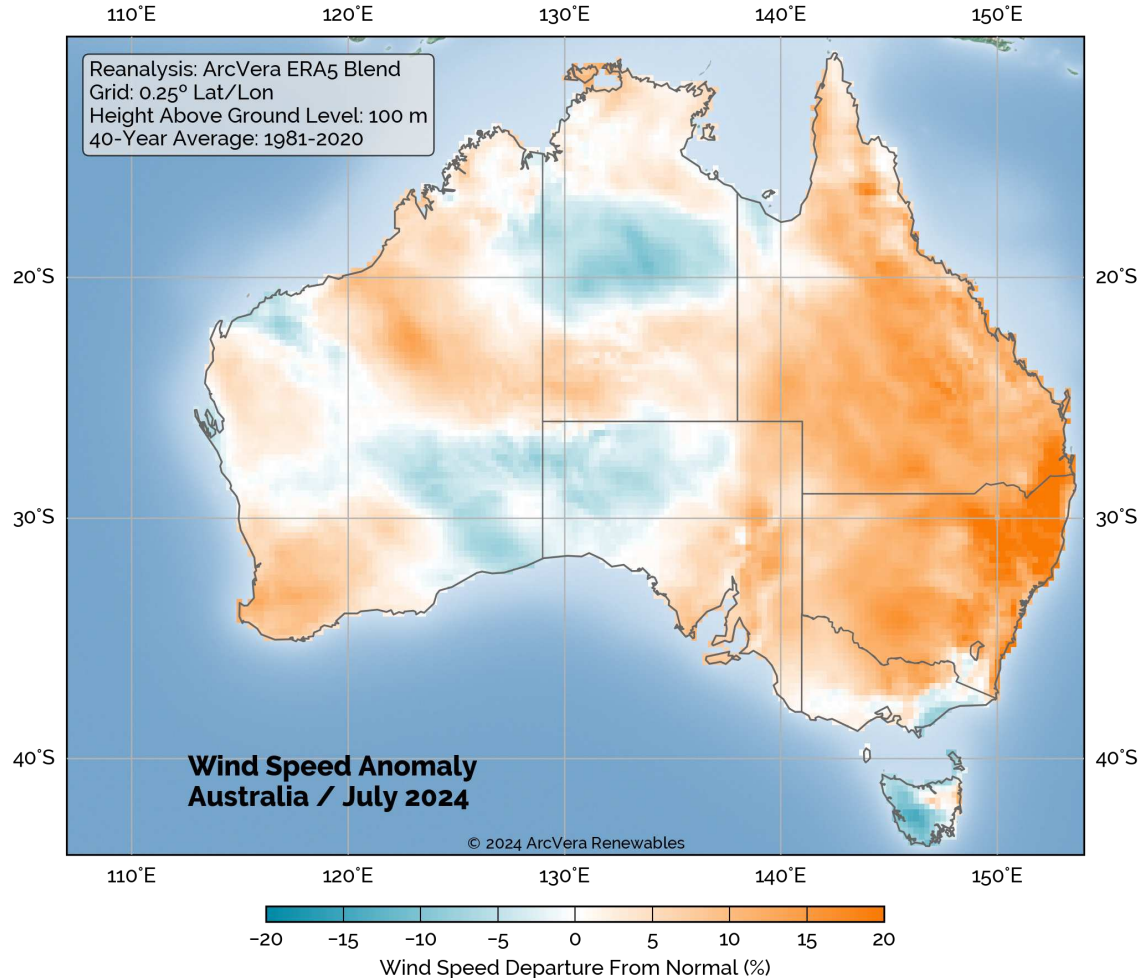 110°E 120°E 130°E 140°E 150°E
Reanalysis: ArcVera ERA5 Blend
Grid: 0.25º Lat/Lon
Height Above Ground Level: 100 m
40-Year Average: 1981-2020
20°S 20°S
30°S 30°S
40°S 40°S
Wind Speed Anomaly
Australia / July 2024
© 2024 ArcVera Renewables
110°E 120°E 130°E 140°E 150°E
−20 −15 −10 −5 0 5 10 15 20
Wind Speed Departure From Normal (%)